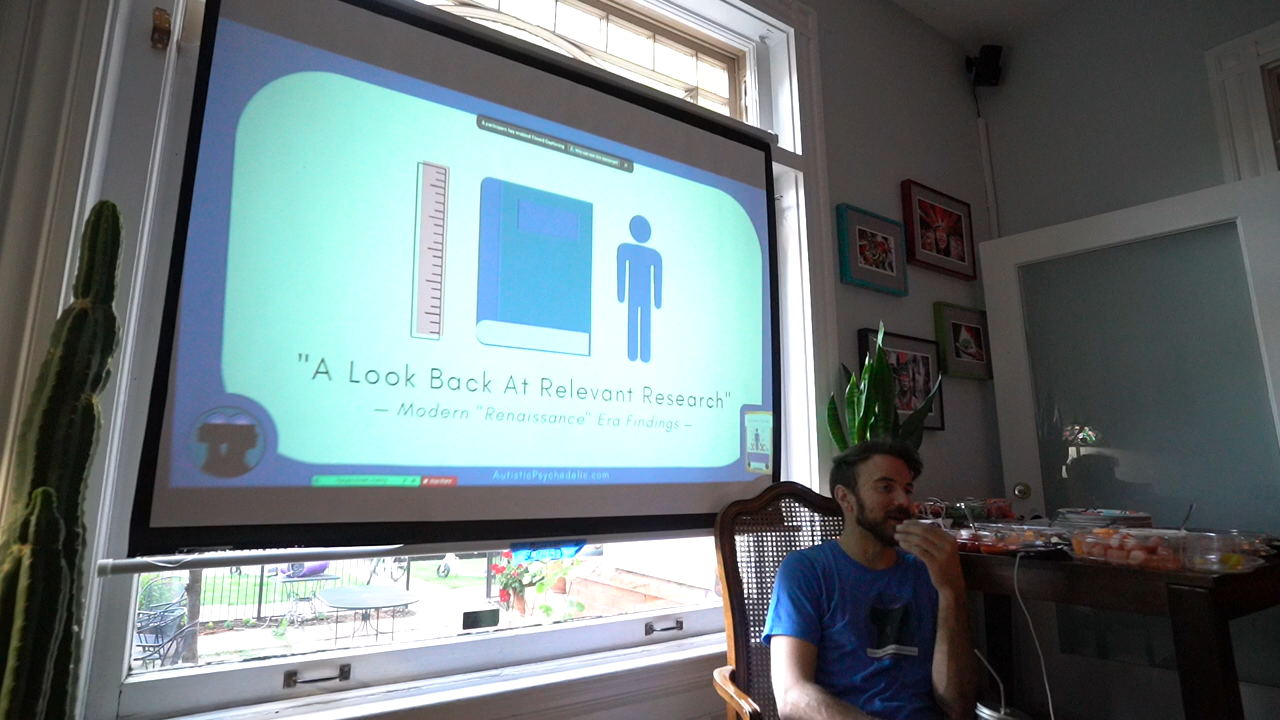 "A Look Back At Relevant Research"
— Modern "Renaissance" Era Findings —
AutisticPsychedelic.com